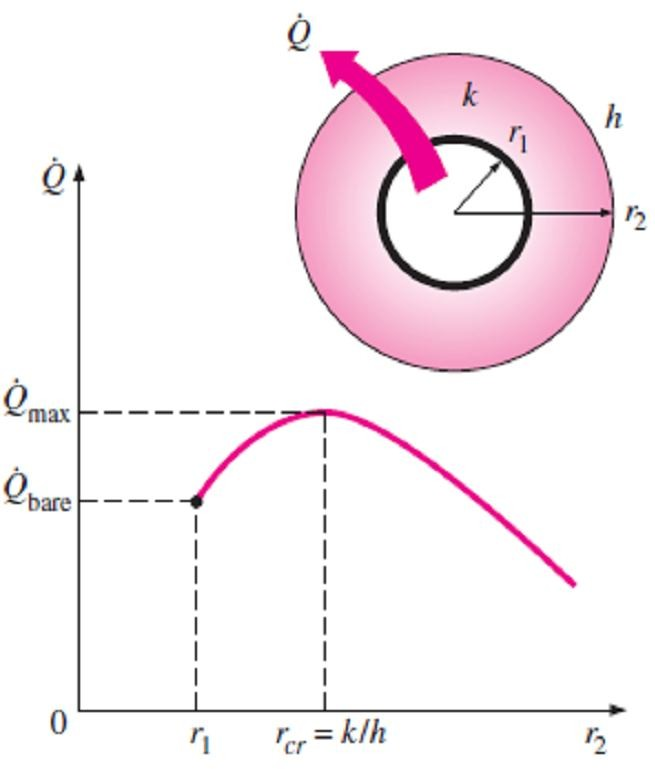 Q̇
k
h
r₁
r₂
Q̇
Q̇max
Q̇bare
0
r₁
rcr = k/h
r₂